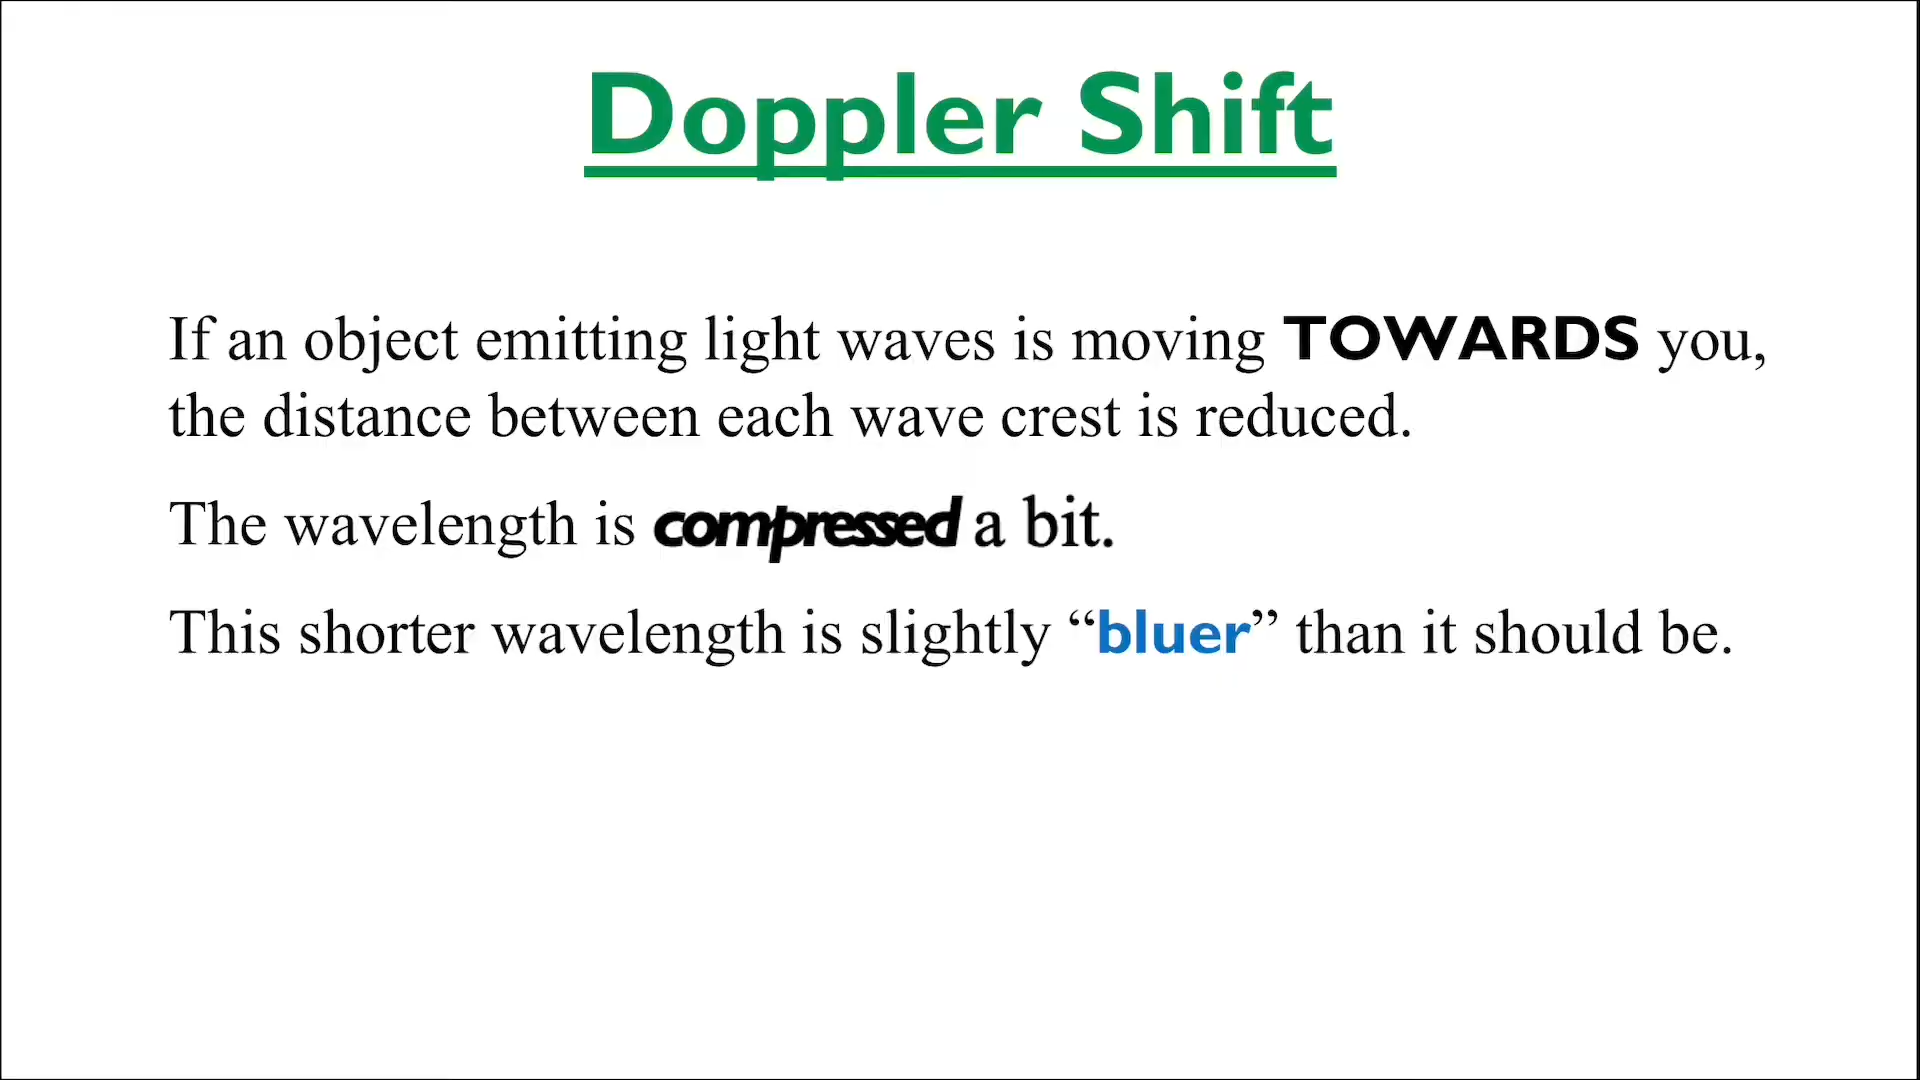 Doppler Shift
If an object emitting light waves is moving TOWARDS you,
the distance between each wave crest is reduced.
The wavelength is compressed a bit.
This shorter wavelength is slightly “bluer” than it should be.